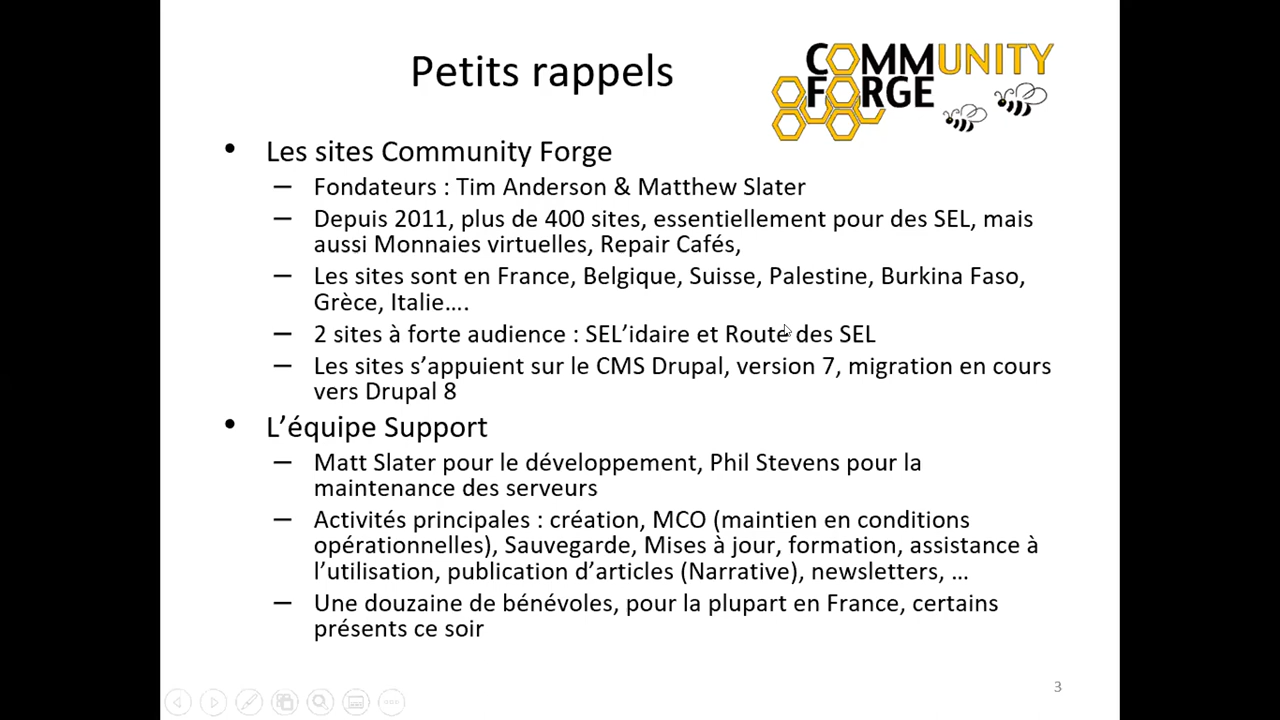 Petits rappels
COMMUNITY
FORGE
• Les sites Community Forge
– Fondateurs : Tim Anderson & Matthew Slater
– Depuis 2011, plus de 400 sites, essentiellement pour des SEL, mais
aussi Monnaies virtuelles, Repair Cafés,
– Les sites sont en France, Belgique, Suisse, Palestine, Burkina Faso,
Grèce, Italie….
– 2 sites à forte audience : SEL’idaire et Route des SEL
– Les sites s’appuient sur le CMS Drupal, version 7, migration en cours
vers Drupal 8
• L’équipe Support
– Matt Slater pour le développement, Phil Stevens pour la
maintenance des serveurs
– Activités principales : création, MCO (maintien en conditions
opérationnelles), Sauvegarde, Mises à jour, formation, assistance à
l’utilisation, publication d’articles (Narrative), newsletters, …
– Une douzaine de bénévoles, pour la plupart en France, certains
présents ce soir
3